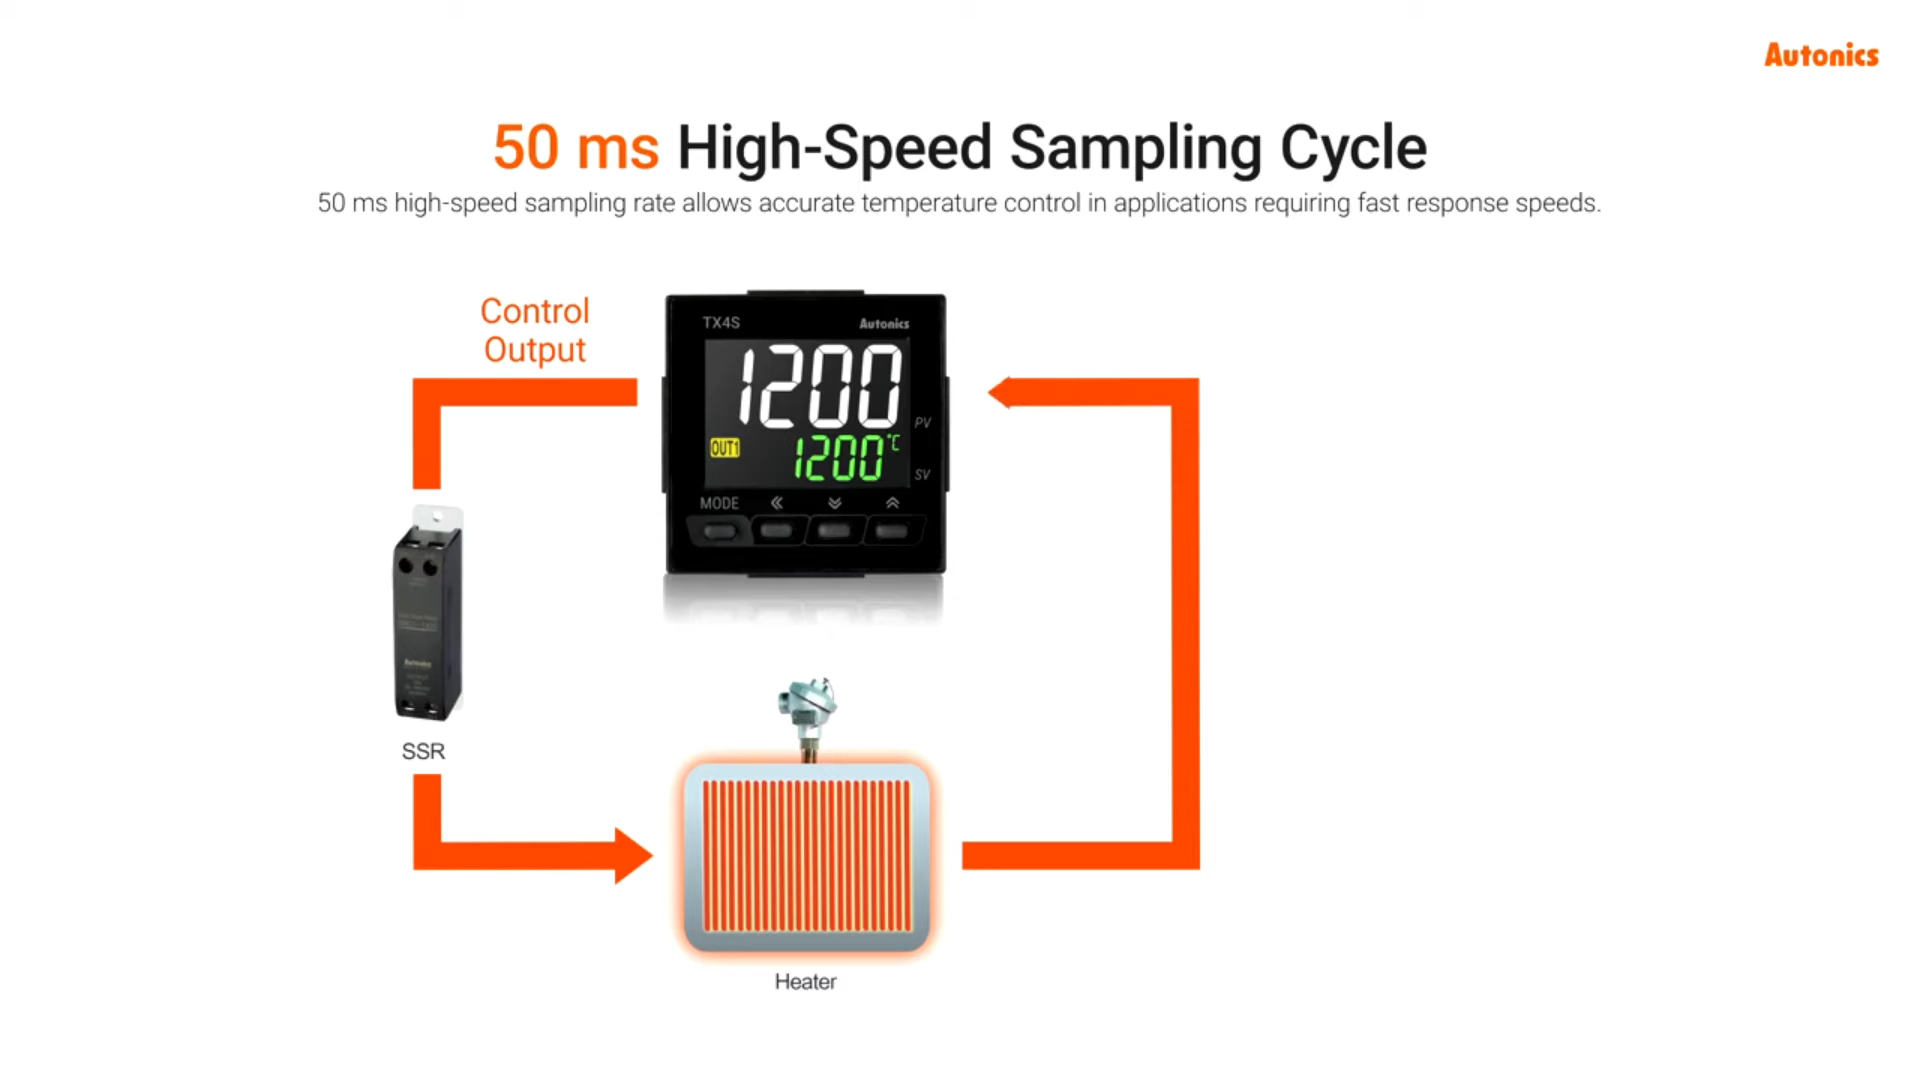 Autonics
50 ms High-Speed Sampling Cycle
50 ms high-speed sampling rate allows accurate temperature control in applications requiring fast response speeds.
Control
Output
TX4S Autonics
1200
PV
OUT1 1200 °C
SV
MODE
Autonics
SSR
Heater